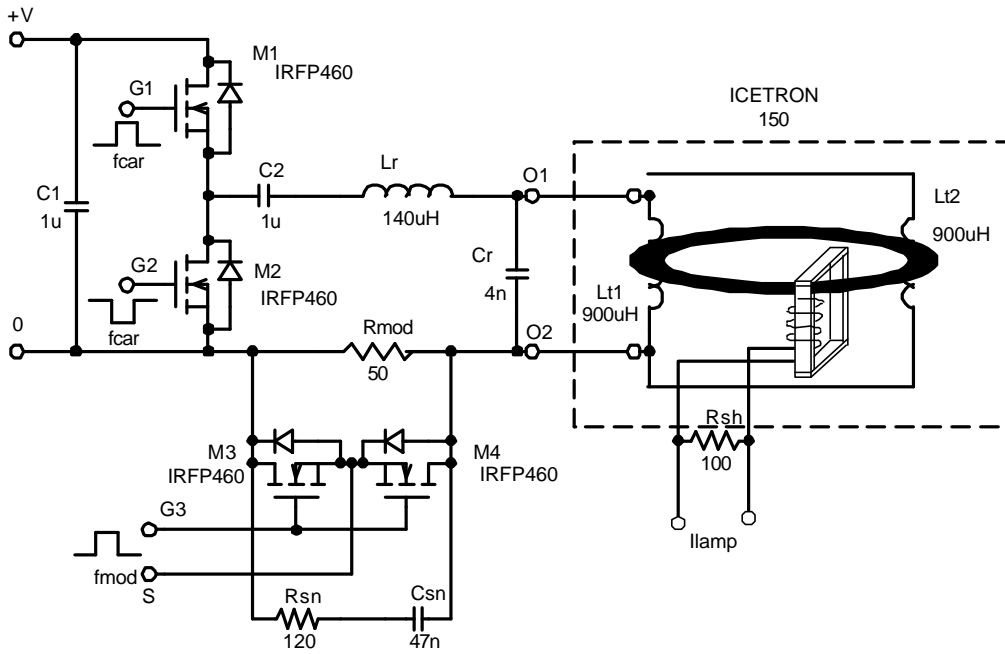 +V
M1
IRFP460
G1
fcar
ICETRON
150
C1
1u
C2
1u
Lr
140uH
O1
Lt2
900uH
G2
fcar
M2
IRFP460
Cr
4n
Lt1
900uH
0
Rmod
50
O2
M3
IRFP460
M4
IRFP460
Rsh
100
G3
fmod
S
Ilamp
Rsn
120
Csn
47n